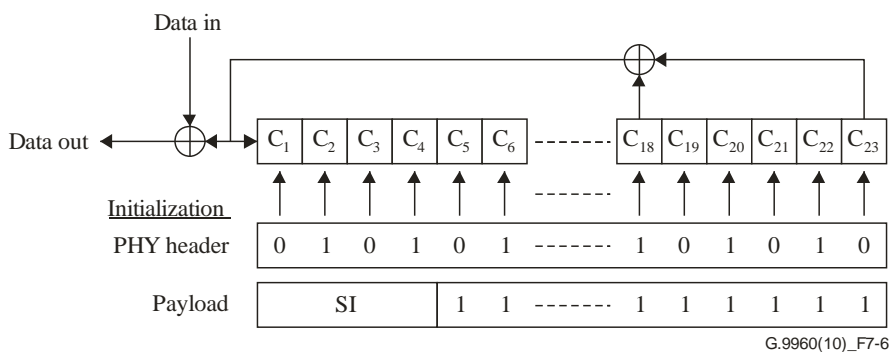 Data in
Data out
C1 C2 C3 C4 C5 C6 C18 C19 C20 C21 C22 C23
Initialization
PHY header 0 1 0 1 0 1 1 0 1 0 1 0
Payload SI 1 1 1 1 1 1 1 1
G.9960(10)_F7-6